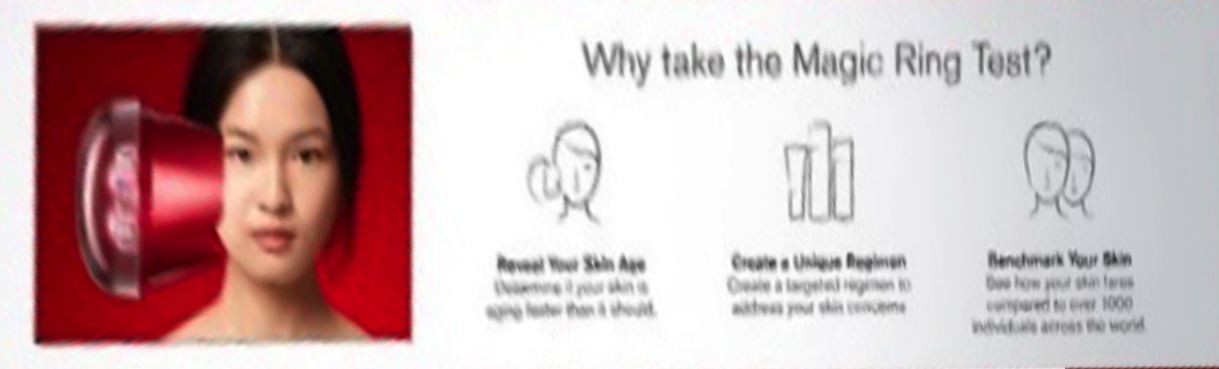 Why take the Magic Ring Test?
Reveal Your Skin Age
Determine if your skin is
aging faster than it should.
Create a Unique Regimen
Create a targeted regimen to
address your skin concerns
Benchmark Your Skin
See how your skin fares
compared to over 1000
individuals across the world.